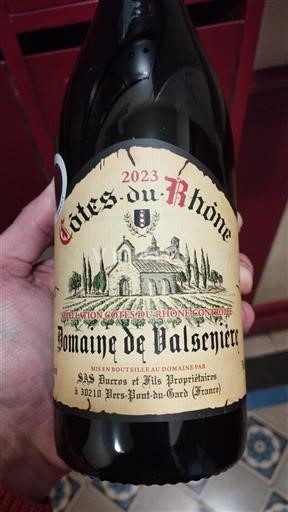 2023
Côtes·du·Rhône
APPELLATION CÔTES-DU-RHÔNE CONTRÔLÉE
Domaine de Valsenière
MIS EN BOUTEILLE AU DOMAINE PAR
SAS Ducros et Fils Propriétaires
à 30210 Vers-Pont-du-Gard (France)